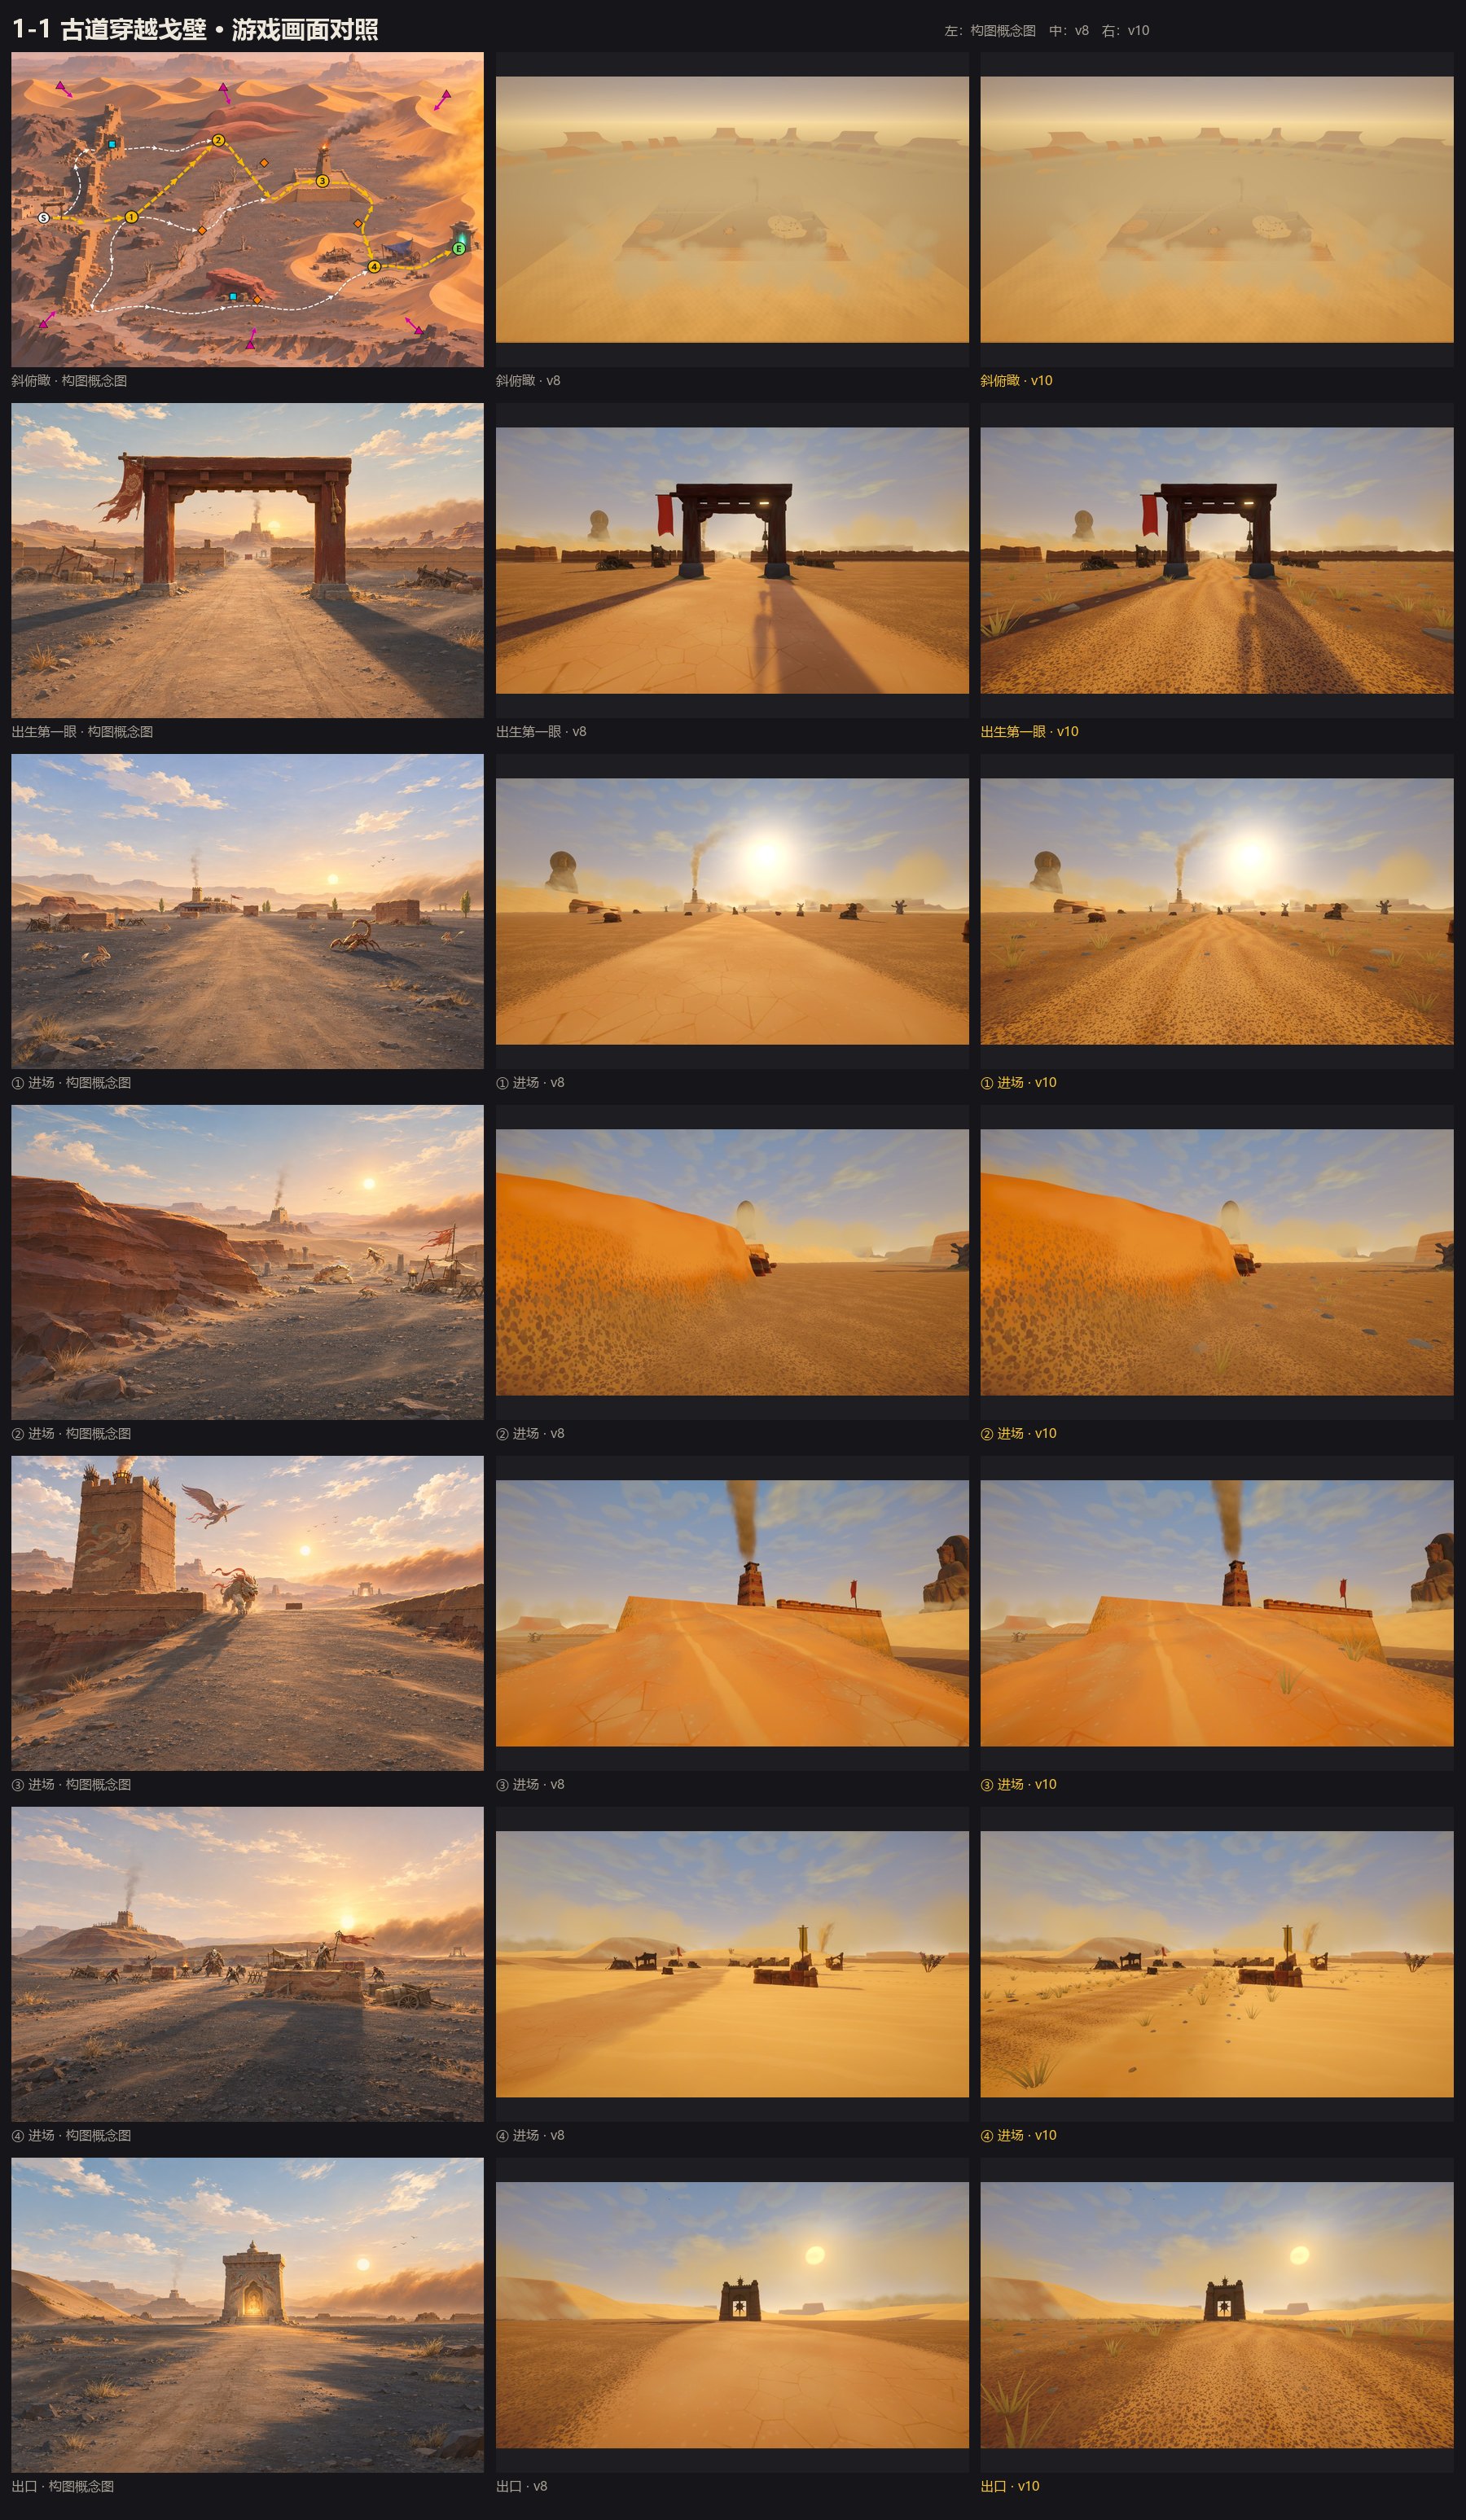 1-1 古道穿越戈壁 • 游戏画面对照
左：构图概念图 中：v8 右：v10
S
1
2
3
4
E
斜俯瞰 · 构图概念图
斜俯瞰 · v8
斜俯瞰 · v10
出生第一眼 · 构图概念图
出生第一眼 · v8
出生第一眼 · v10
① 进场 · 构图概念图
① 进场 · v8
① 进场 · v10
② 进场 · 构图概念图
② 进场 · v8
② 进场 · v10
③ 进场 · 构图概念图
③ 进场 · v8
③ 进场 · v10
④ 进场 · 构图概念图
④ 进场 · v8
④ 进场 · v10
出口 · 构图概念图
出口 · v8
出口 · v10